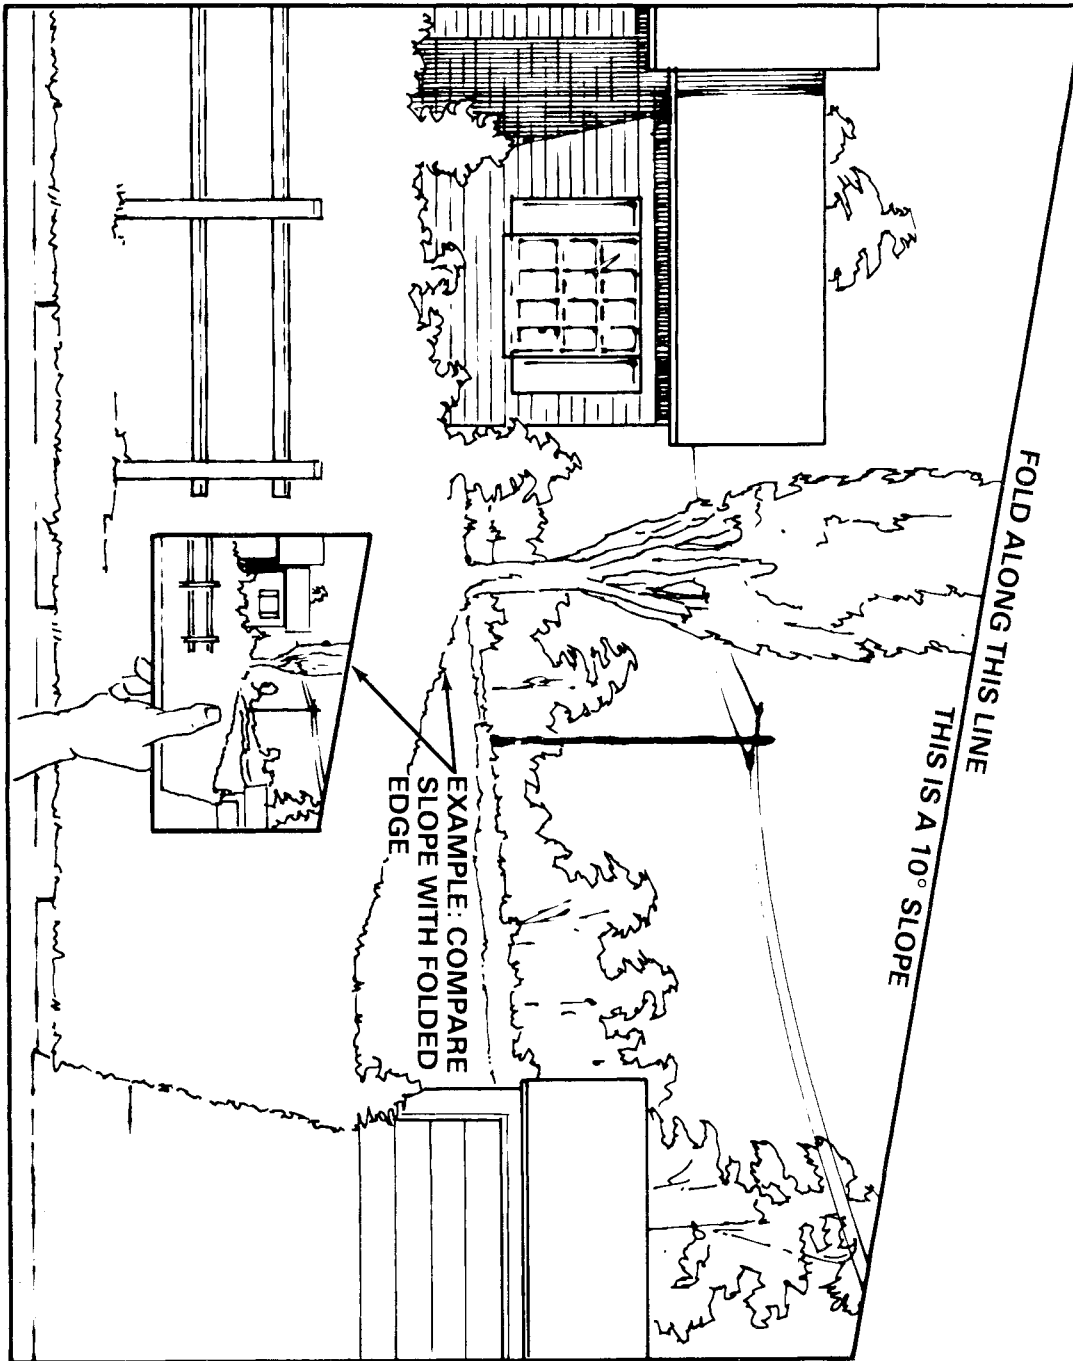 FOLD ALONG THIS LINE
THIS IS A 10° SLOPE
EXAMPLE: COMPARE
SLOPE WITH FOLDED
EDGE